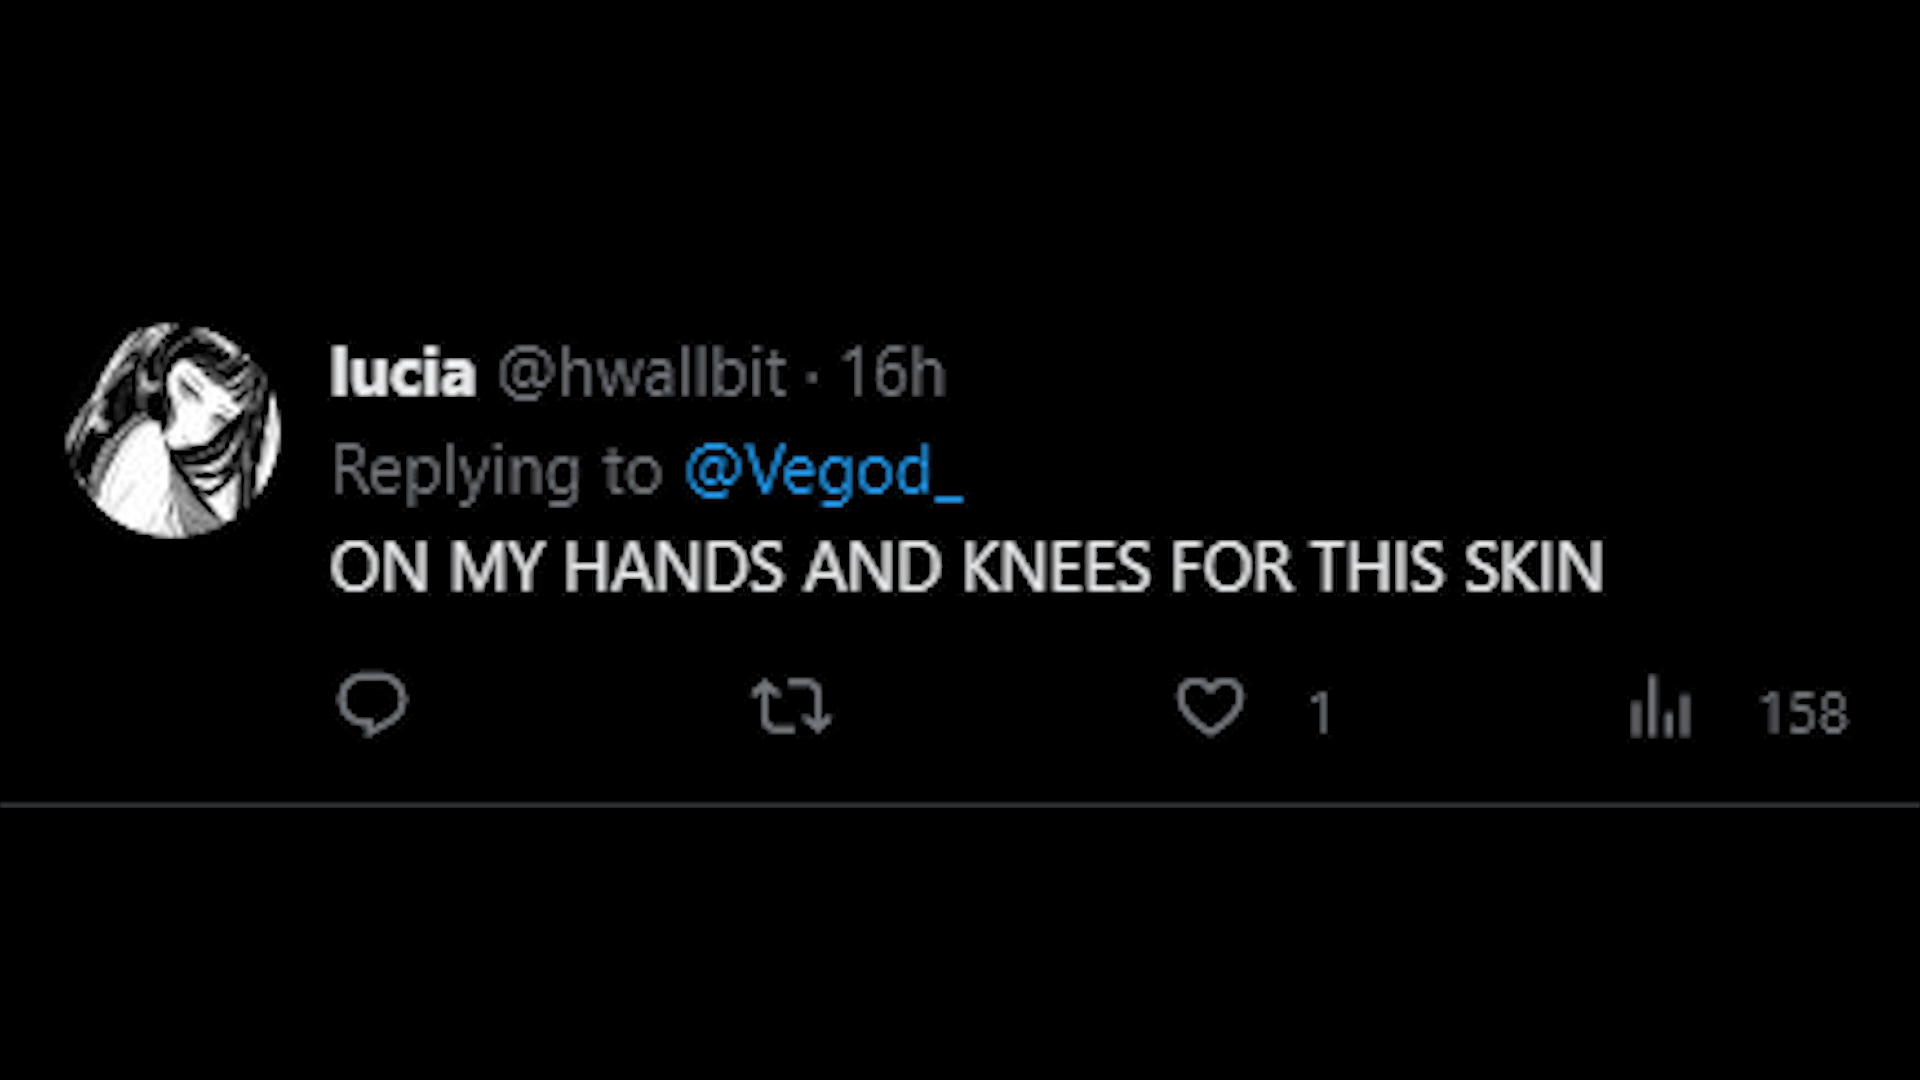 lucia @hwallbit · 16h
Replying to @Vegod_
ON MY HANDS AND KNEES FOR THIS SKIN
1 158